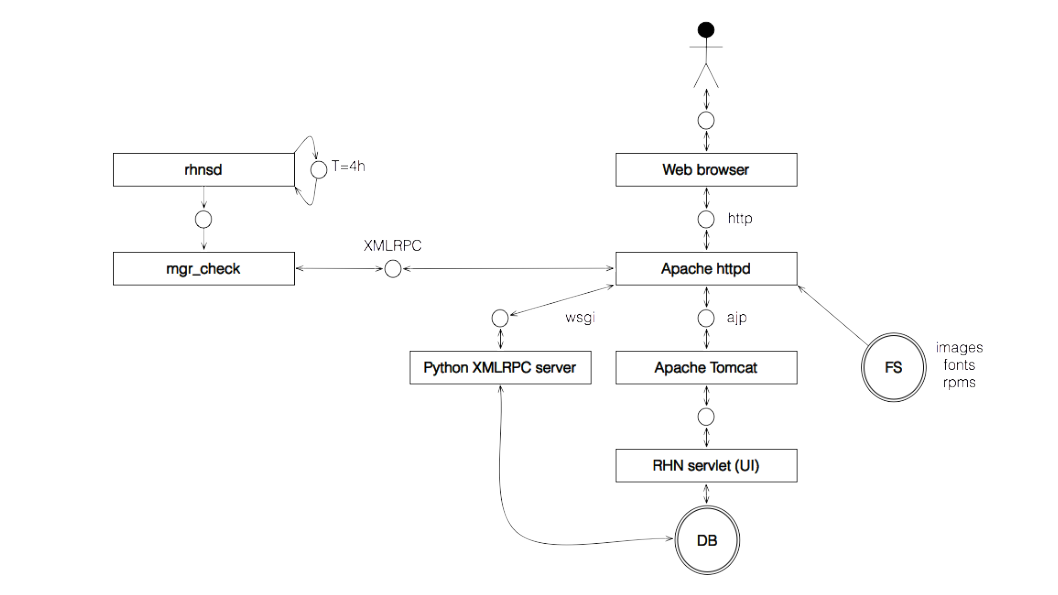 rhnsd
T=4h
Web browser
http
XMLRPC
mgr_check
Apache httpd
wsgi
ajp
Python XMLRPC server
Apache Tomcat
FS
images
fonts
rpms
RHN servlet (UI)
DB